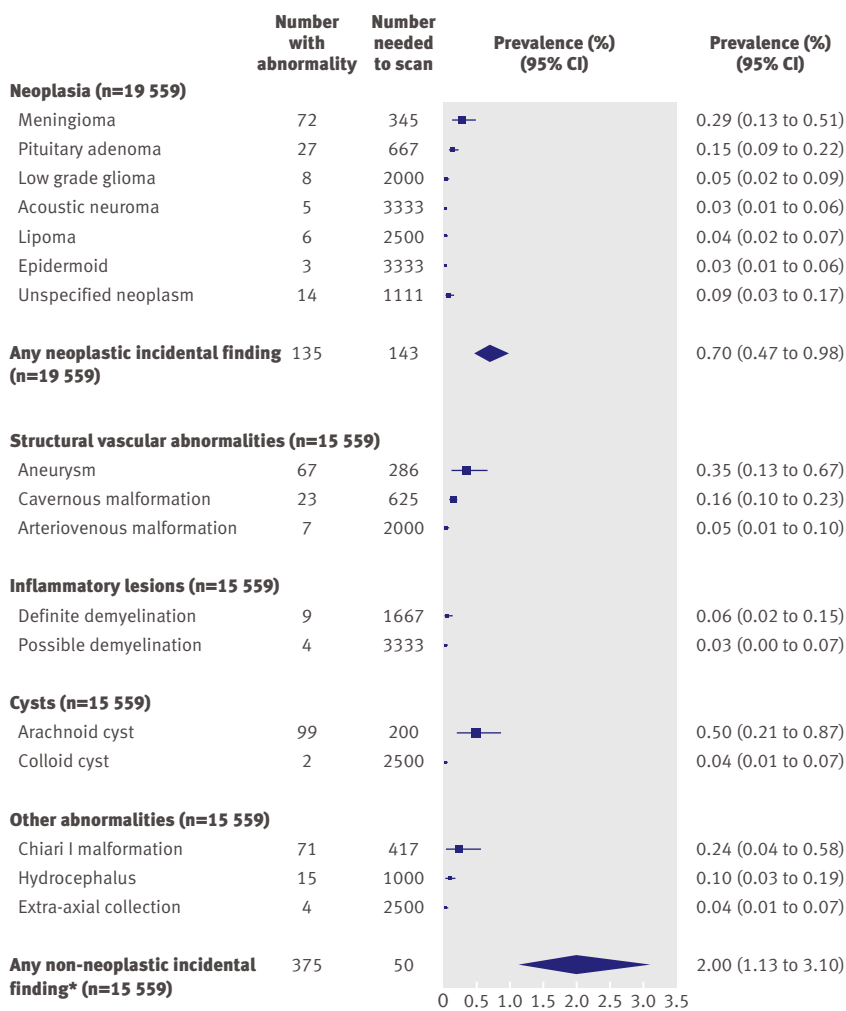 Number with abnormality Number needed to scan Prevalence (%) (95% CI) Prevalence (%) (95% CI)
Neoplasia (n=19 559)
Meningioma 72 345 0.29 (0.13 to 0.51)
Pituitary adenoma 27 667 0.15 (0.09 to 0.22)
Low grade glioma 8 2000 0.05 (0.02 to 0.09)
Acoustic neuroma 5 3333 0.03 (0.01 to 0.06)
Lipoma 6 2500 0.04 (0.02 to 0.07)
Epidermoid 3 3333 0.03 (0.01 to 0.06)
Unspecified neoplasm 14 1111 0.09 (0.03 to 0.17)
Any neoplastic incidental finding 135 143 0.70 (0.47 to 0.98)
(n=19 559)
Structural vascular abnormalities (n=15 559)
Aneurysm 67 286 0.35 (0.13 to 0.67)
Cavernous malformation 23 625 0.16 (0.10 to 0.23)
Arteriovenous malformation 7 2000 0.05 (0.01 to 0.10)
Inflammatory lesions (n=15 559)
Definite demyelination 9 1667 0.06 (0.02 to 0.15)
Possible demyelination 4 3333 0.03 (0.00 to 0.07)
Cysts (n=15 559)
Arachnoid cyst 99 200 0.50 (0.21 to 0.87)
Colloid cyst 2 2500 0.04 (0.01 to 0.07)
Other abnormalities (n=15 559)
Chiari I malformation 71 417 0.24 (0.04 to 0.58)
Hydrocephalus 15 1000 0.10 (0.03 to 0.19)
Extra-axial collection 4 2500 0.04 (0.01 to 0.07)
Any non-neoplastic incidental 375 50 2.00 (1.13 to 3.10)
finding* (n=15 559)
0 0.5 1.0 1.5 2.0 2.5 3.0 3.5